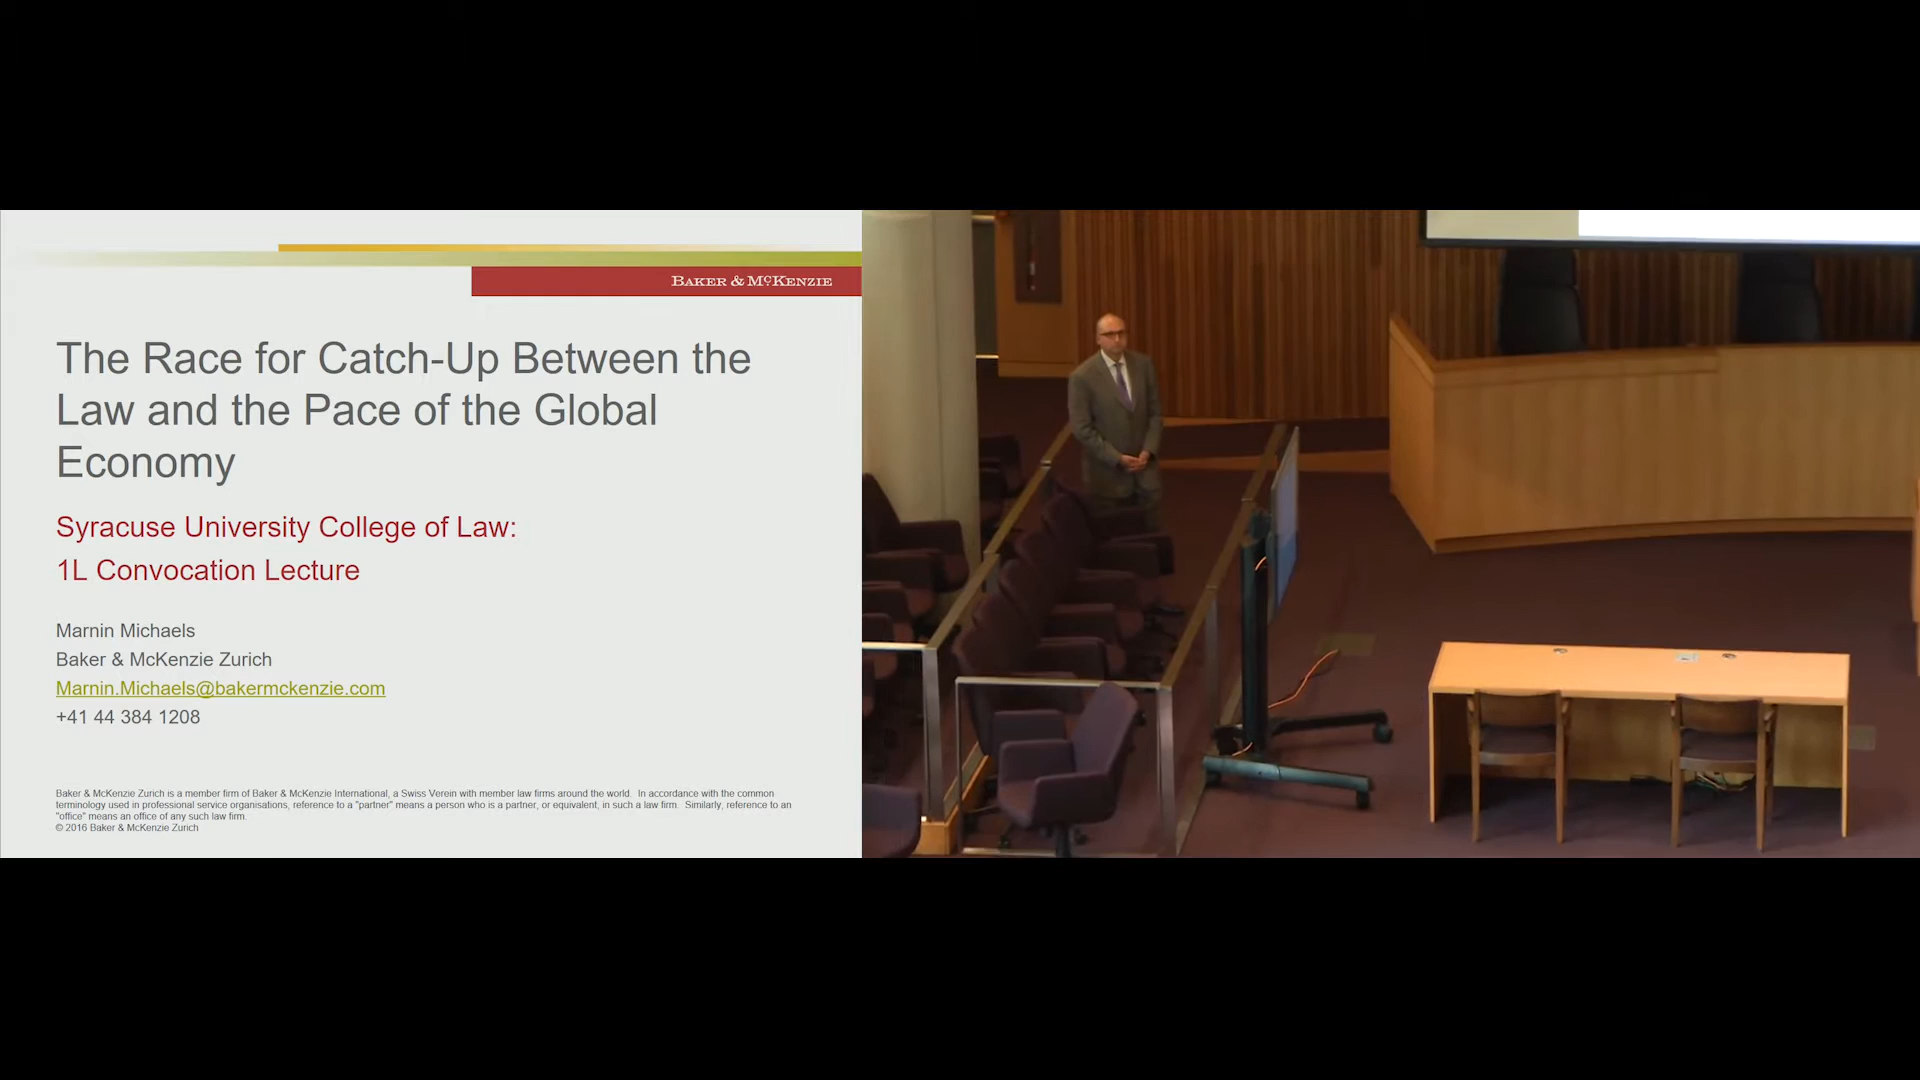 BAKER & MCKENZIE
The Race for Catch-Up Between the
Law and the Pace of the Global
Economy
Syracuse University College of Law:
1L Convocation Lecture
Marnin Michaels
Baker & McKenzie Zurich
Marnin.Michaels@bakermckenzie.com
+41 44 384 1208
Baker & McKenzie Zurich is a member firm of Baker & McKenzie International, a Swiss Verein with member law firms around the world. In accordance with the common
terminology used in professional service organisations, reference to a "partner" means a person who is a partner, or equivalent, in such a law firm. Similarly, reference to an
"office" means an office of any such law firm.
© 2016 Baker & McKenzie Zurich